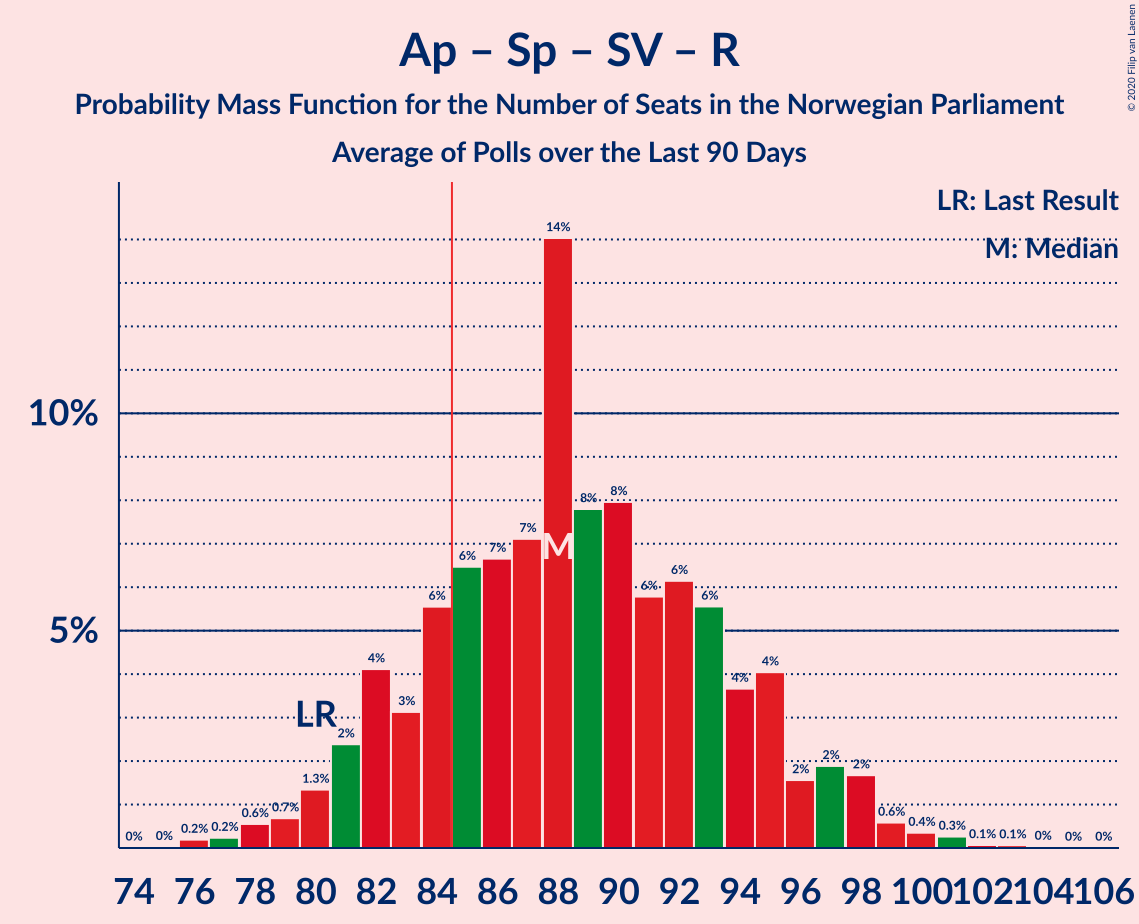 Ap – Sp – SV – R
Probability Mass Function for the Number of Seats in the Norwegian Parliament
Average of Polls over the Last 90 Days
© 2020 Filip van Laenen
LR: Last Result
M: Median
10%
5%
LR
M
0% 0% 0.2% 0.2% 0.6% 0.7% 1.3% 2% 4% 3% 6% 6% 7% 7% 14% 8% 8% 6% 6% 6% 4% 4% 2% 2% 2% 0.6% 0.4% 0.3% 0.1% 0.1% 0% 0% 0%
74 76 78 80 82 84 86 88 90 92 94 96 98 100 102 104 106